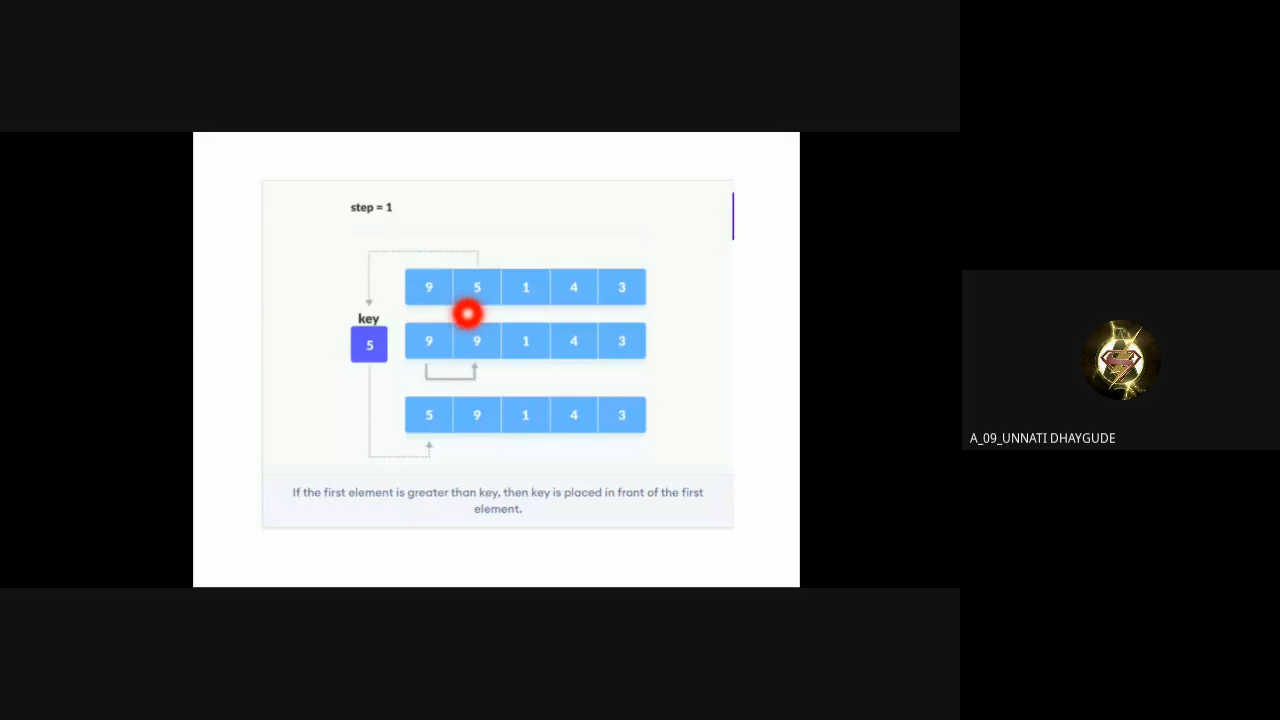 step = 1
9 5 1 4 3
key
5
9 9 1 4 3
5 9 1 4 3
If the first element is greater than key, then key is placed in front of the first
element.
A_09_UNNATI DHAYGUDE